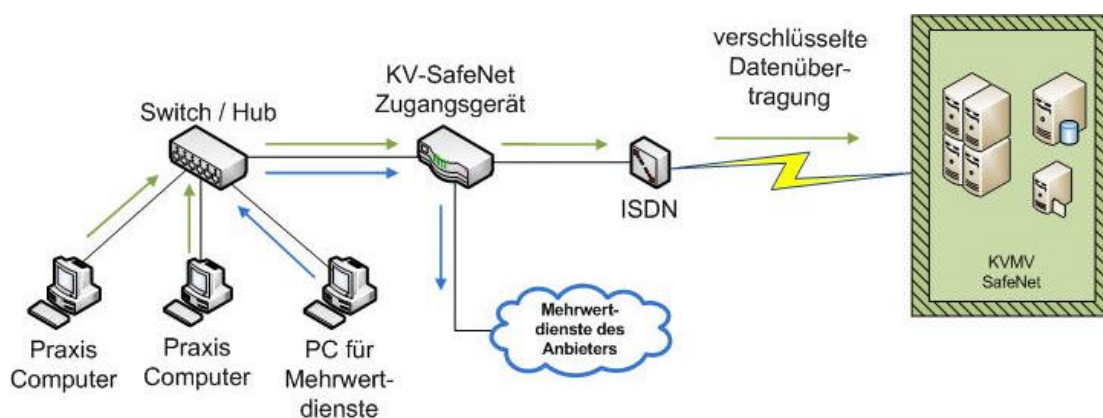 verschlüsselte
Datenüber-
tragung
KV-SafeNet
Zugangsgerät
Switch / Hub
ISDN
KVMV
SafeNet
Mehrwert-
dienste des
Anbieters
Praxis
Computer
Praxis
Computer
PC für
Mehrwert-
dienste